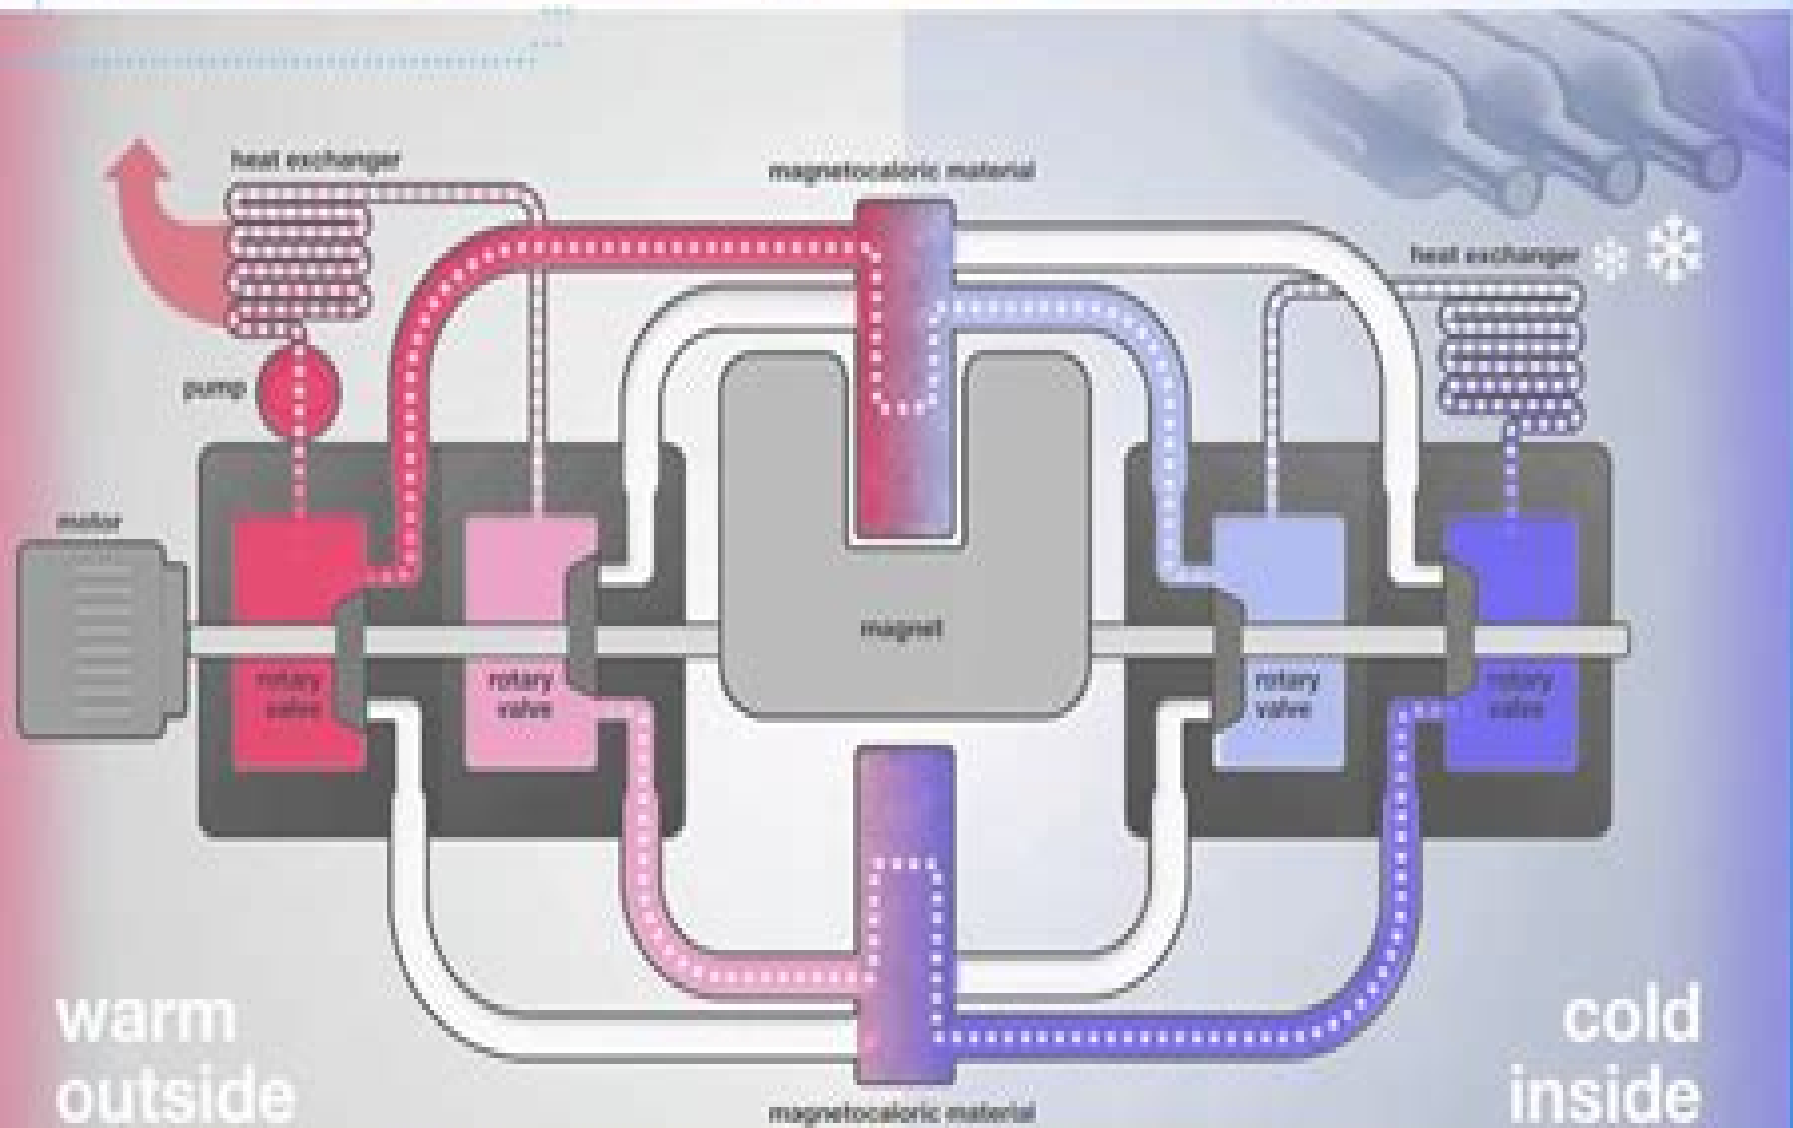 heat exchanger
magnetocaloric material
heat exchanger
pump
motor
magnet
rotary
valve
rotary
valve
rotary
valve
rotary
valve
warm
outside
cold
inside
magnetocaloric material